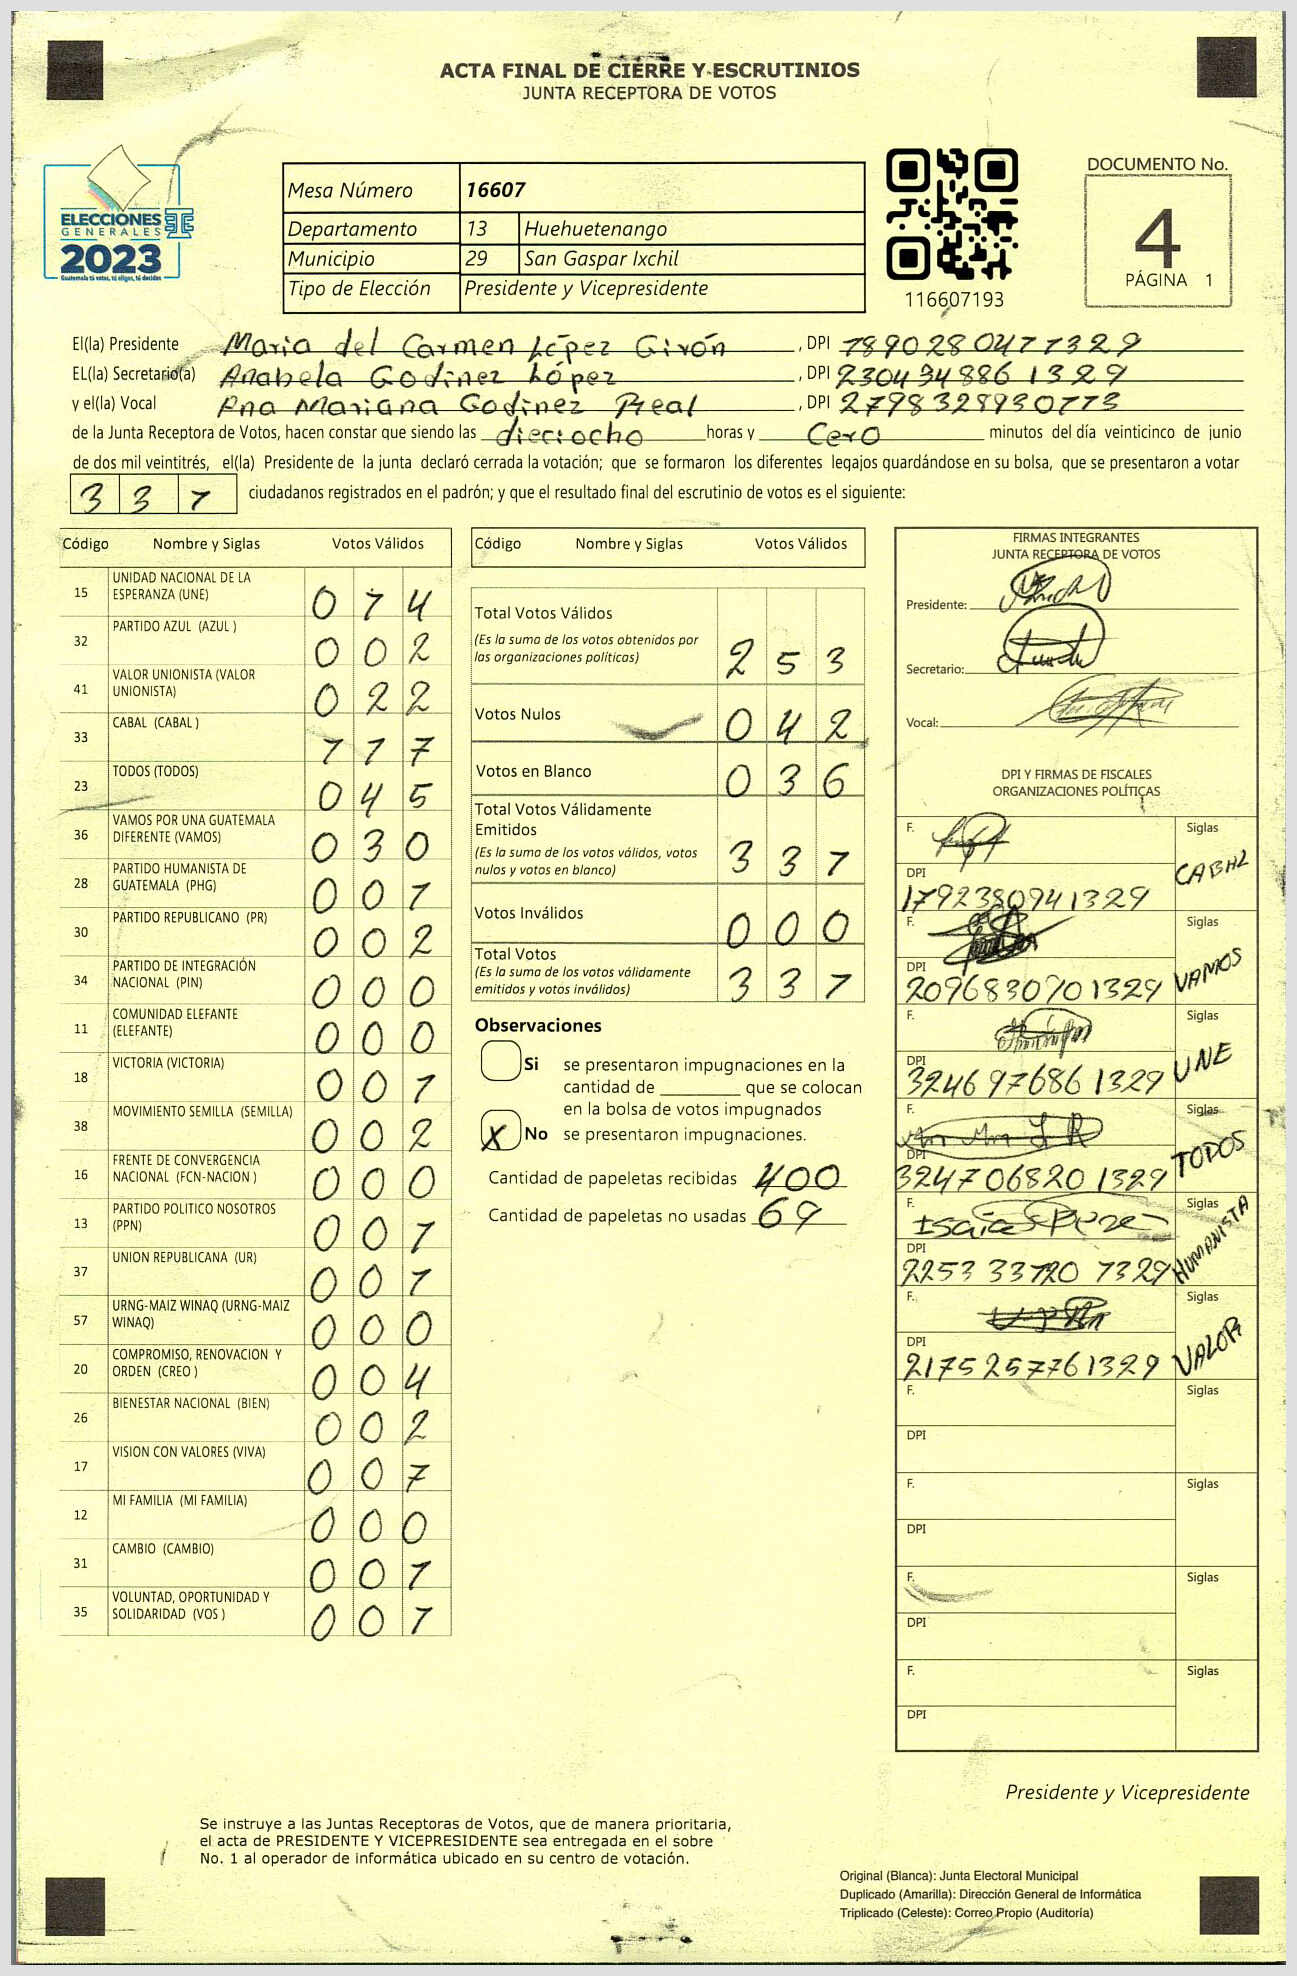 ACTA FINAL DE CIERRE Y ESCRUTINIOS
JUNTA RECEPTORA DE VOTOS
ELECCIONES
GENERALES
2023
Guatemala tú votas, tú eliges, tú decides
Mesa Número 16607
Departamento 13 Huehuetenango
Municipio 29 San Gaspar Ixchil
Tipo de Elección Presidente y Vicepresidente
116607193
DOCUMENTO No.
4
PÁGINA 1
El(la) Presidente Maria del Carmen López Girón , DPI 1890280411329
EL(la) Secretario(a) Anabela Godinez López , DPI 2304348861329
y el(la) Vocal Ana Mariana Godinez Preal , DPI 2798328930113
de la Junta Receptora de Votos, hacen constar que siendo las dieciocho horas y Cero minutos del día veinticinco de junio
de dos mil veintitrés, el(la) Presidente de la junta declaró cerrada la votación; que se formaron los diferentes legajos guardándose en su bolsa, que se presentaron a votar
3 3 1 ciudadanos registrados en el padrón; y que el resultado final del escrutinio de votos es el siguiente:
Código Nombre y Siglas Votos Válidos
15 UNIDAD NACIONAL DE LA ESPERANZA (UNE) 0 1 4
32 PARTIDO AZUL (AZUL ) 0 0 2
41 VALOR UNIONISTA (VALOR UNIONISTA) 0 2 2
33 CABAL (CABAL ) 1 1 7
23 TODOS (TODOS) 0 4 5
36 VAMOS POR UNA GUATEMALA DIFERENTE (VAMOS) 0 3 0
28 PARTIDO HUMANISTA DE GUATEMALA (PHG) 0 0 1
30 PARTIDO REPUBLICANO (PR) 0 0 2
34 PARTIDO DE INTEGRACIÓN NACIONAL (PIN) 0 0 0
11 COMUNIDAD ELEFANTE (ELEFANTE) 0 0 0
18 VICTORIA (VICTORIA) 0 0 1
38 MOVIMIENTO SEMILLA (SEMILLA) 0 0 2
16 FRENTE DE CONVERGENCIA NACIONAL (FCN-NACION ) 0 0 0
13 PARTIDO POLITICO NOSOTROS (PPN) 0 0 1
37 UNION REPUBLICANA (UR) 0 0 1
57 URNG-MAIZ WINAQ (URNG-MAIZ WINAQ) 0 0 0
20 COMPROMISO, RENOVACION Y ORDEN (CREO ) 0 0 4
26 BIENESTAR NACIONAL (BIEN) 0 0 2
17 VISION CON VALORES (VIVA) 0 0 7
12 MI FAMILIA (MI FAMILIA) 0 0 0
31 CAMBIO (CAMBIO) 0 0 1
35 VOLUNTAD, OPORTUNIDAD Y SOLIDARIDAD (VOS ) 0 0 1
Código Nombre y Siglas Votos Válidos
Total Votos Válidos
(Es la suma de los votos obtenidos por
las organizaciones políticas) 2 5 3
Votos Nulos 0 4 2
Votos en Blanco 0 3 6
Total Votos Válidamente
Emitidos
(Es la suma de los votos válidos, votos
nulos y votos en blanco) 3 3 1
Votos Inválidos 0 0 0
Total Votos
(Es la suma de los votos válidamente
emitidos y votos inválidos) 3 3 1
Observaciones
Si se presentaron impugnaciones en la
cantidad de ________ que se colocan
en la bolsa de votos impugnados
X No se presentaron impugnaciones.
Cantidad de papeletas recibidas 400
Cantidad de papeletas no usadas 69
FIRMAS INTEGRANTES
JUNTA RECEPTORA DE VOTOS
Presidente:
Secretario:
Vocal:
DPI Y FIRMAS DE FISCALES
ORGANIZACIONES POLÍTICAS
F. Siglas CABAL
DPI 1792380941329
F. Siglas VAMOS
DPI 2096830701329
F. Siglas UNE
DPI 3246976861329
F. Siglas TODOS
DPI 3247068201329
F. Isaias Perez Siglas HUMANISTA
DPI 2253331201329
F. Siglas VALOR
DPI 2175257761329
F. Siglas
DPI
F. Siglas
DPI
F. Siglas
DPI
F. Siglas
DPI
Presidente y Vicepresidente
Se instruye a las Juntas Receptoras de Votos, que de manera prioritaria,
el acta de PRESIDENTE Y VICEPRESIDENTE sea entregada en el sobre
No. 1 al operador de informática ubicado en su centro de votación.
Original (Blanca): Junta Electoral Municipal
Duplicado (Amarilla): Dirección General de Informática
Triplicado (Celeste): Correo Propio (Auditoría)